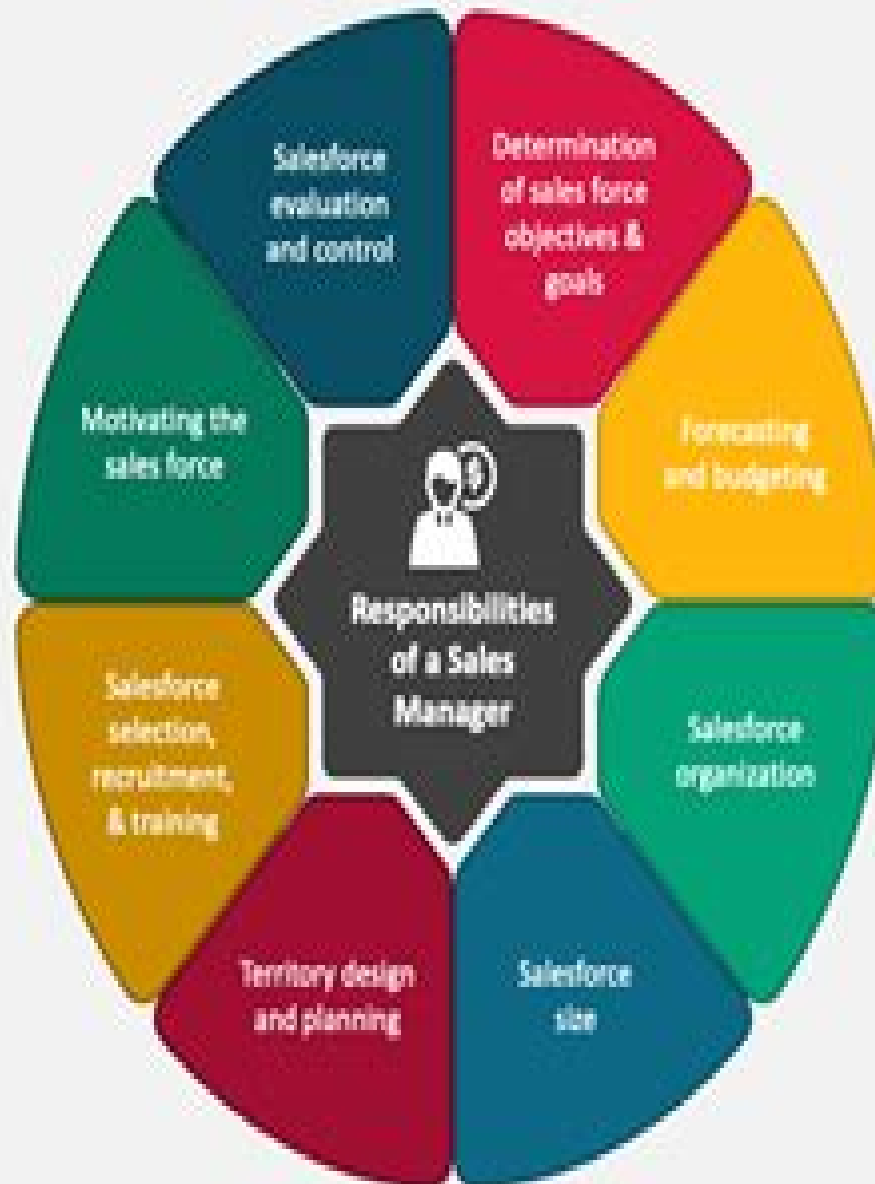 Responsibilities
of a Sales
Manager
Determination
of sales force
objectives &
goals
Forecasting
and budgeting
Salesforce
organization
Salesforce
size
Territory design
and planning
Salesforce
selection,
recruitment,
& training
Motivating the
sales force
Salesforce
evaluation
and control